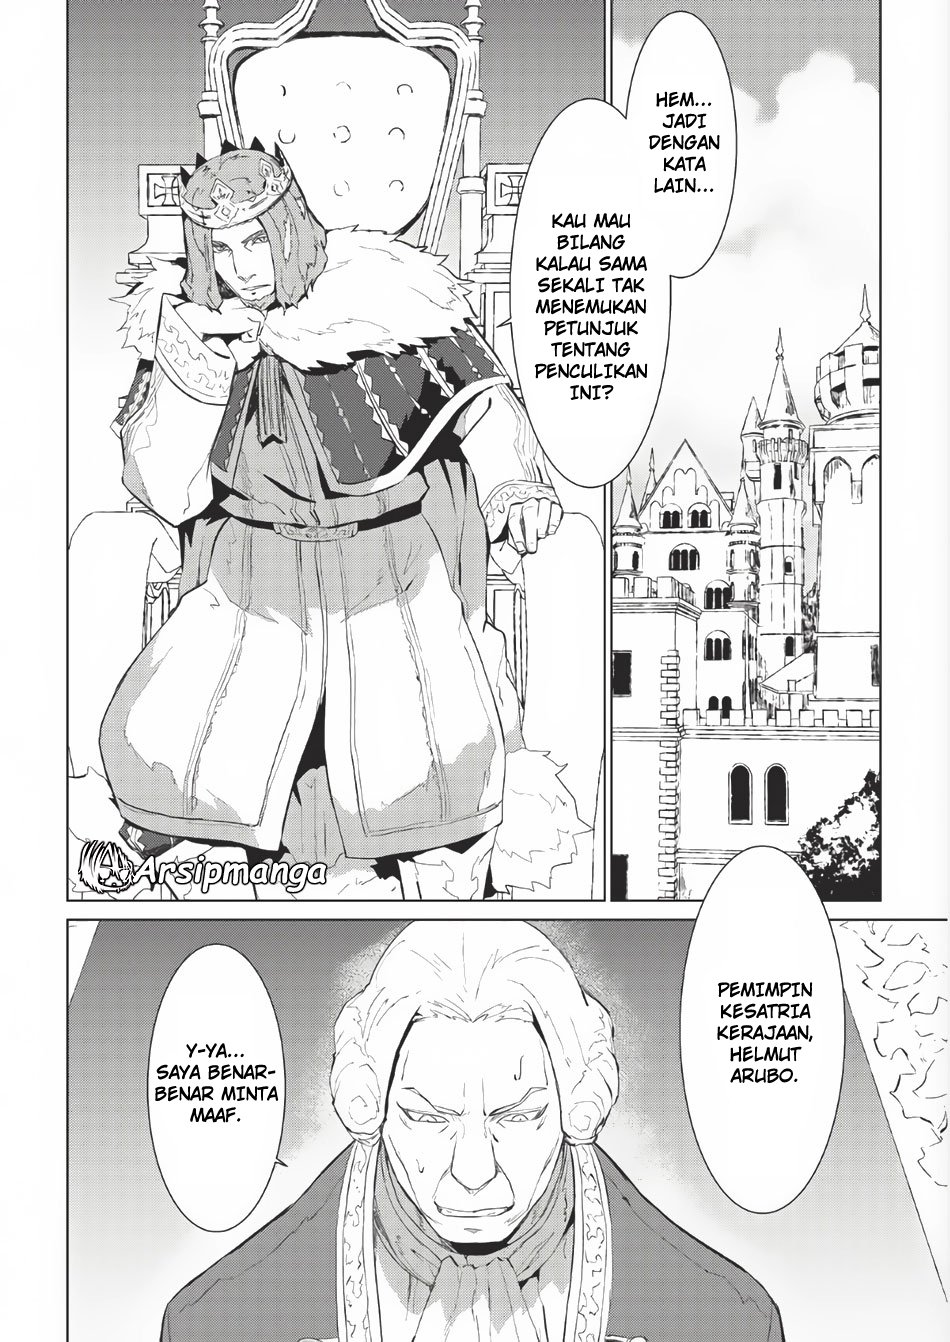 HEM...
JADI
DENGAN
KATA
LAIN...
KAU MAU
BILANG
KALAU SAMA
SEKALI TAK
MENEMUKAN
PETUNJUK
TENTANG
PENCULIKAN
INI?
Arsipmanga
PEMIMPIN
KESATRIA
KERAJAAN,
HELMUT
ARUBO.
Y-YA...
SAYA BENAR-
BENAR MINTA
MAAF.